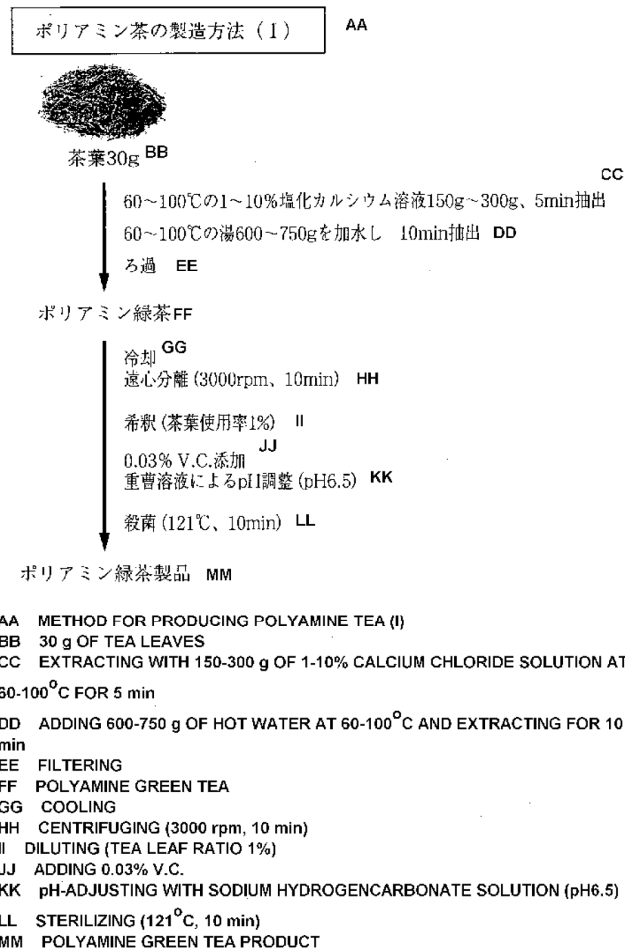 ポリアミン茶の製造方法（I） AA
茶葉30g BB
CC
60~100℃の1~10%塩化カルシウム溶液150g~300g、5min抽出
60~100℃の湯600~750gを加水し 10min抽出 DD
ろ過 EE
ポリアミン緑茶 FF
冷却 GG
遠心分離 (3000rpm、10min) HH
希釈 (茶葉使用率1%) II
JJ
0.03% V.C.添加
重曹溶液によるpH調整 (pH6.5) KK
殺菌 (121℃、10min) LL
ポリアミン緑茶製品 MM
AA METHOD FOR PRODUCING POLYAMINE TEA (I)
BB 30 g OF TEA LEAVES
CC EXTRACTING WITH 150-300 g OF 1-10% CALCIUM CHLORIDE SOLUTION AT
60-100°C FOR 5 min
DD ADDING 600-750 g OF HOT WATER AT 60-100°C AND EXTRACTING FOR 10
min
EE FILTERING
FF POLYAMINE GREEN TEA
GG COOLING
HH CENTRIFUGING (3000 rpm, 10 min)
II DILUTING (TEA LEAF RATIO 1%)
JJ ADDING 0.03% V.C.
KK pH-ADJUSTING WITH SODIUM HYDROGENCARBONATE SOLUTION (pH6.5)
LL STERILIZING (121°C, 10 min)
MM POLYAMINE GREEN TEA PRODUCT